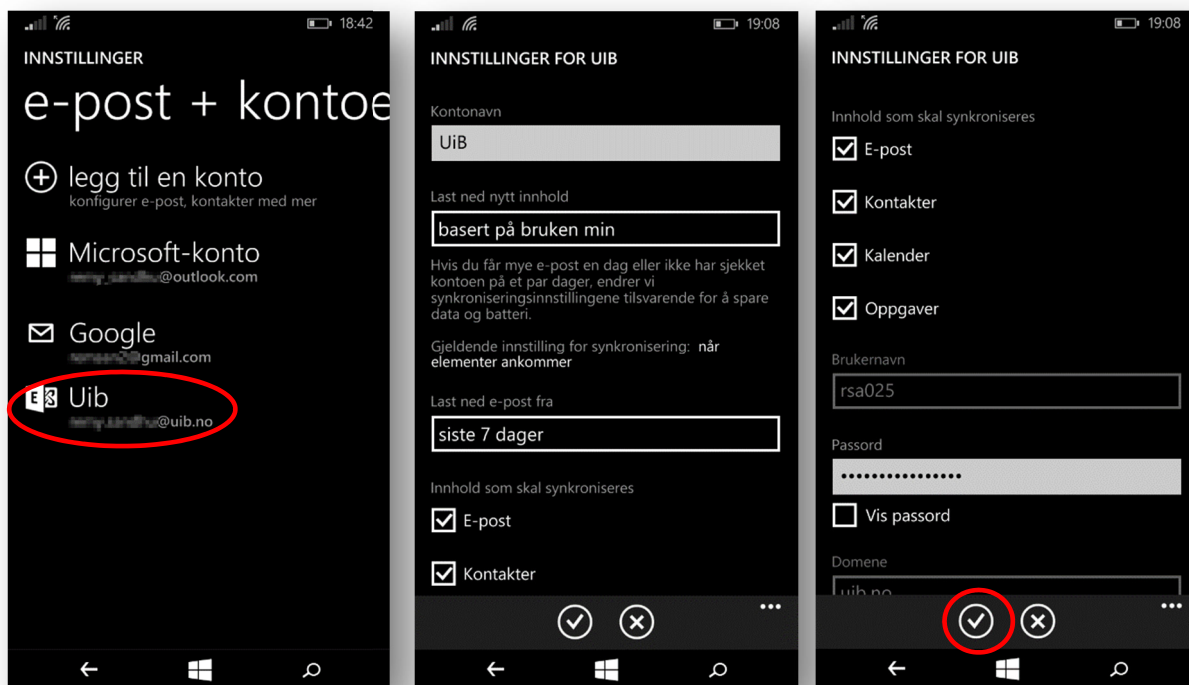 18:42
INNSTILLINGER
e-post + kontoe
legg til en konto
konfigurer e-post, kontakter med mer
Microsoft-konto
@outlook.com
Google
@gmail.com
E
Uib
@uib.no
19:08
INNSTILLINGER FOR UIB
Kontonavn
UiB
Last ned nytt innhold
basert på bruken min
Hvis du får mye e-post en dag eller ikke har sjekket
kontoen på et par dager, endrer vi
synkroniseringsinnstillingene tilsvarende for å spare
data og batteri.
Gjeldende innstilling for synkronisering: når
elementer ankommer
Last ned e-post fra
siste 7 dager
Innhold som skal synkroniseres
E-post
Kontakter
19:08
INNSTILLINGER FOR UIB
Innhold som skal synkroniseres
E-post
Kontakter
Kalender
Oppgaver
Brukernavn
rsa025
Passord
••••••••••••••••
Vis passord
Domene
uib.no